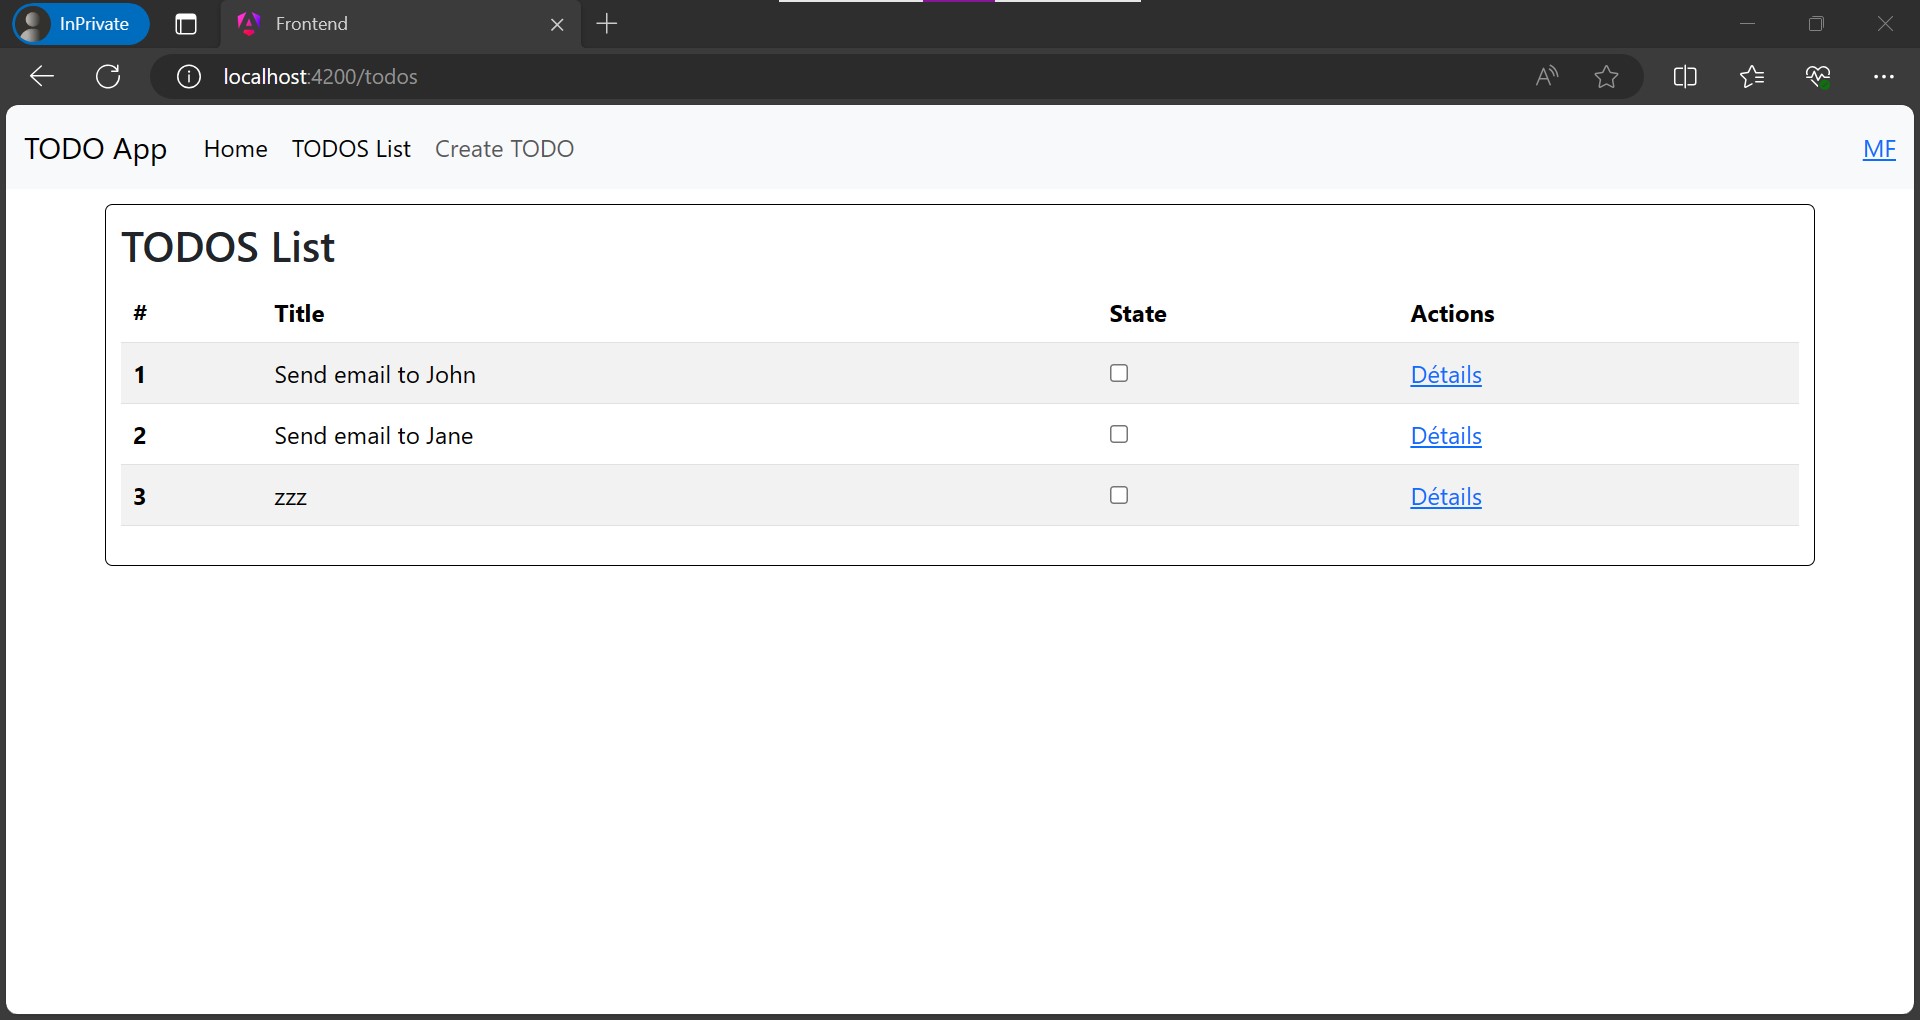 InPrivate Frontend
localhost:4200/todos
TODO App Home TODOS List Create TODO MF
TODOS List
# Title State Actions
1 Send email to John Détails
2 Send email to Jane Détails
3 zzz Détails